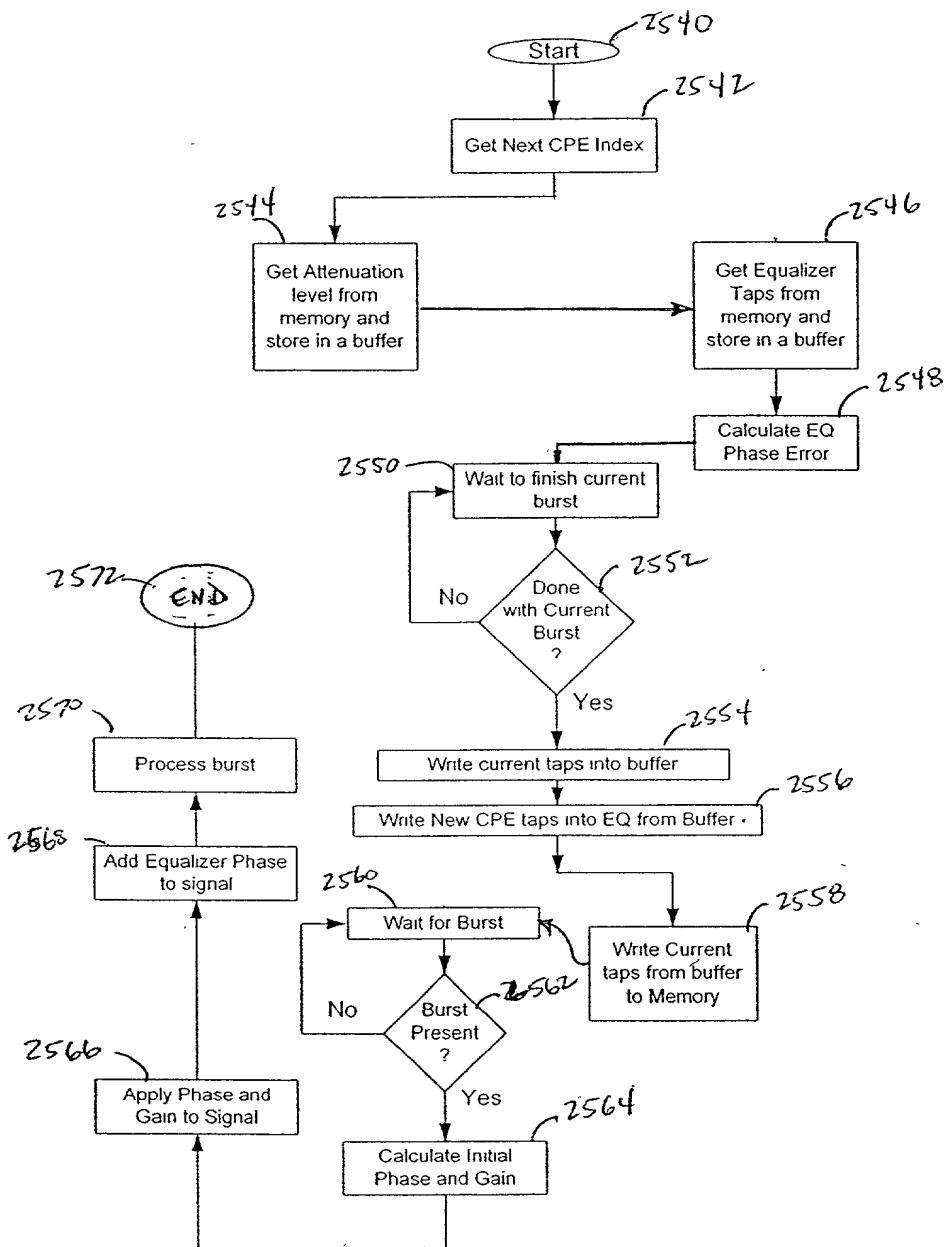 2540
Start
2542
Get Next CPE Index
2544
Get Attenuation
level from
memory and
store in a buffer
2546
Get Equalizer
Taps from
memory and
store in a buffer
2548
Calculate EQ
Phase Error
2550
Wait to finish current
burst
2552
Done
with Current
Burst
?
No
Yes
2554
Write current taps into buffer
2556
Write New CPE taps into EQ from Buffer
2558
Write Current
taps from buffer
to Memory
2560
Wait for Burst
2562
Burst
Present
?
No
Yes
2564
Calculate Initial
Phase and Gain
2566
Apply Phase and
Gain to Signal
2568
Add Equalizer Phase
to signal
2570
Process burst
2572
END